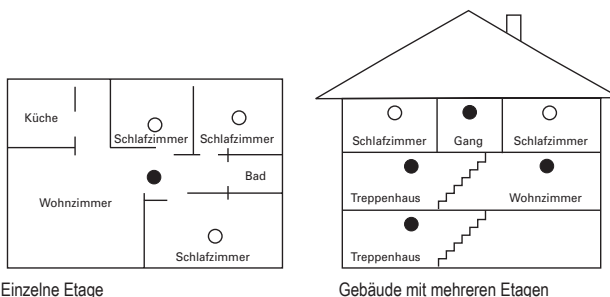 Küche
Schlafzimmer
Schlafzimmer
Bad
Wohnzimmer
Schlafzimmer
Einzelne Etage
Schlafzimmer
Gang
Schlafzimmer
Treppenhaus
Wohnzimmer
Treppenhaus
Gebäude mit mehreren Etagen